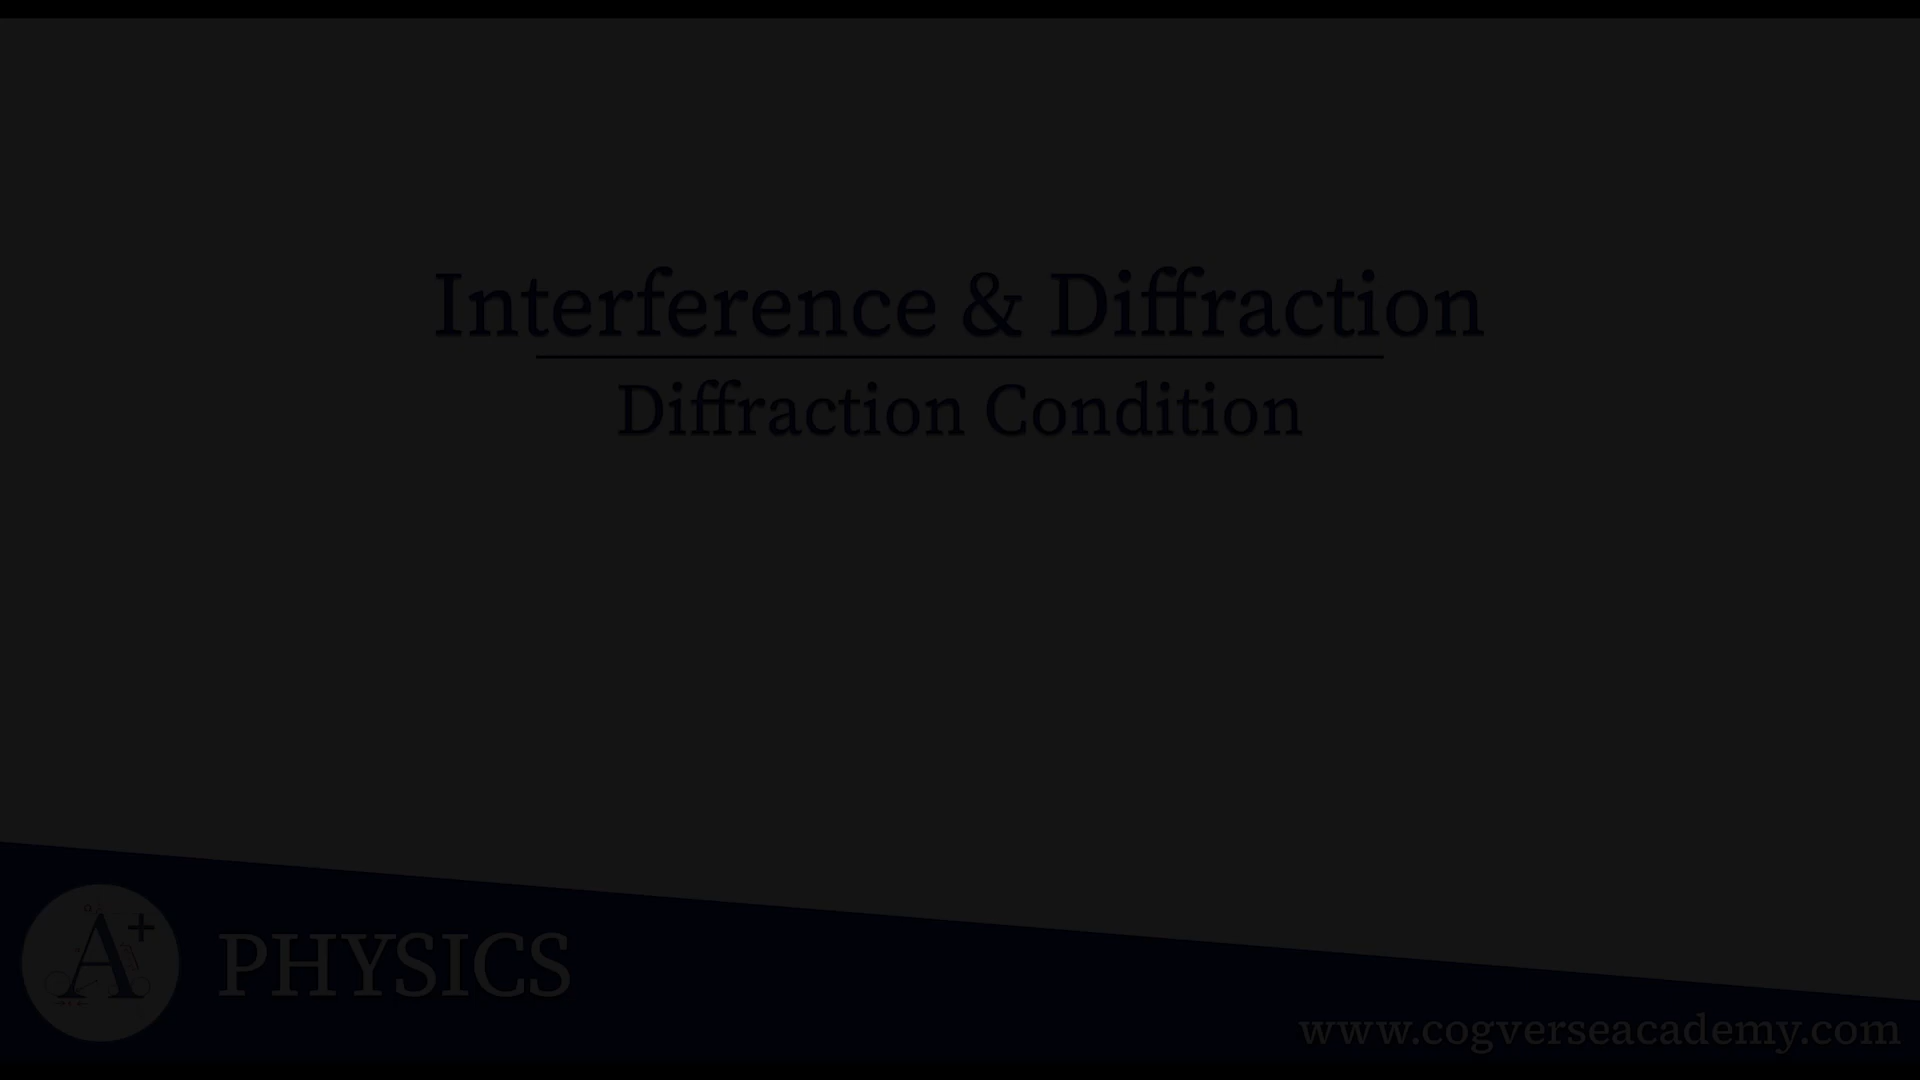 Interference & Diffraction
Diffraction Condition
A+
PHYSICS
www.cogverseacademy.com